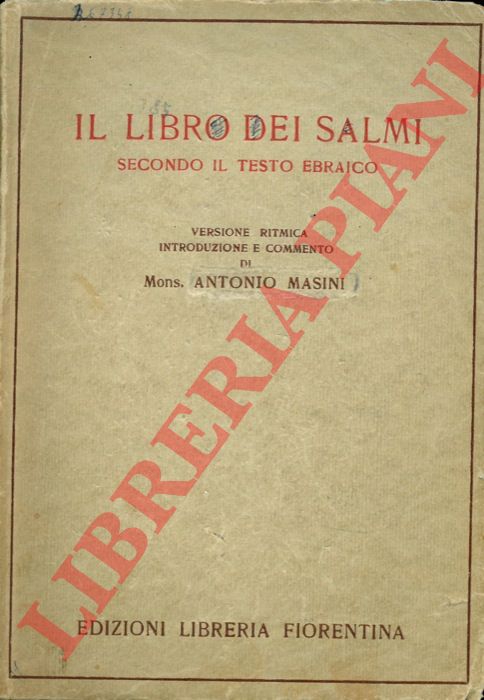 IL LIBRO DEI SALMI
SECONDO IL TESTO EBRAICO
VERSIONE RITMICA
INTRODUZIONE E COMMENTO
DI
Mons. ANTONIO MASINI
EDIZIONI LIBRERIA FIORENTINA
LIBRERIA PIANI